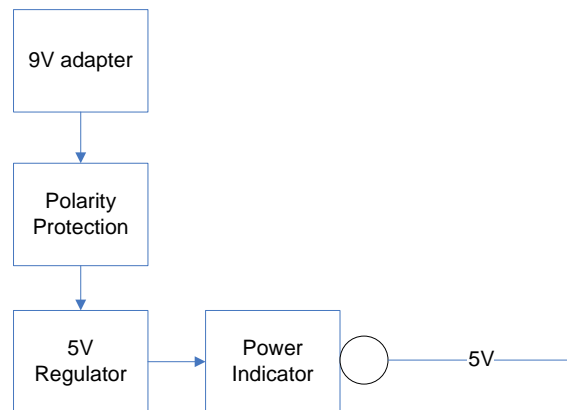 9V adapter
Polarity
Protection
5V
Regulator
Power
Indicator
5V